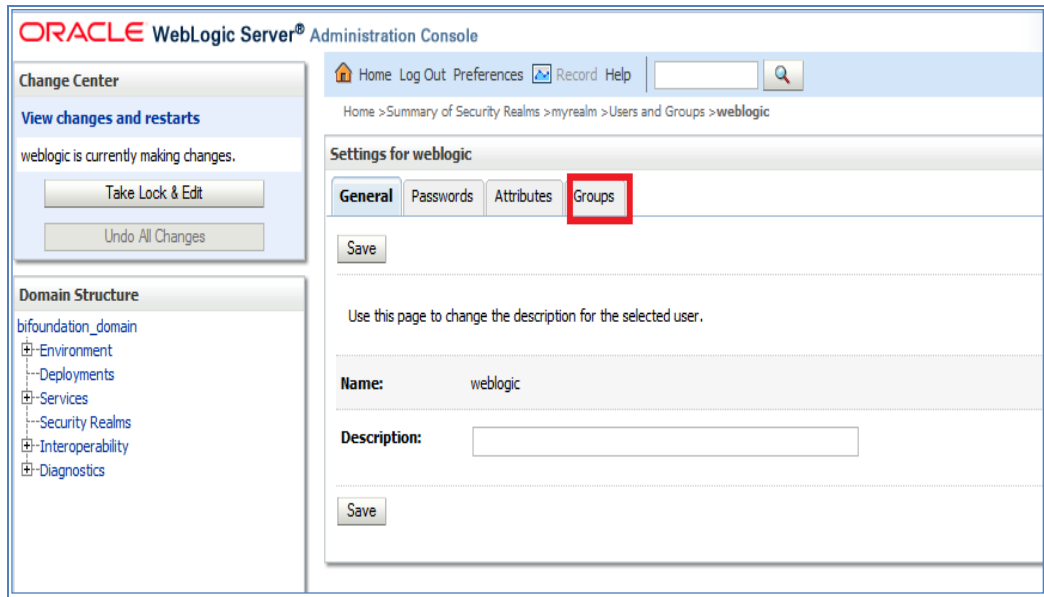 ORACLE WebLogic Server® Administration Console
Change Center
View changes and restarts
weblogic is currently making changes.
Take Lock & Edit
Undo All Changes
Domain Structure
bifoundation_domain
Environment
Deployments
Services
Security Realms
Interoperability
Diagnostics
Home Log Out Preferences Record Help
Home >Summary of Security Realms >myrealm >Users and Groups >weblogic
Settings for weblogic
General Passwords Attributes Groups
Save
Use this page to change the description for the selected user.
Name: weblogic
Description:
Save